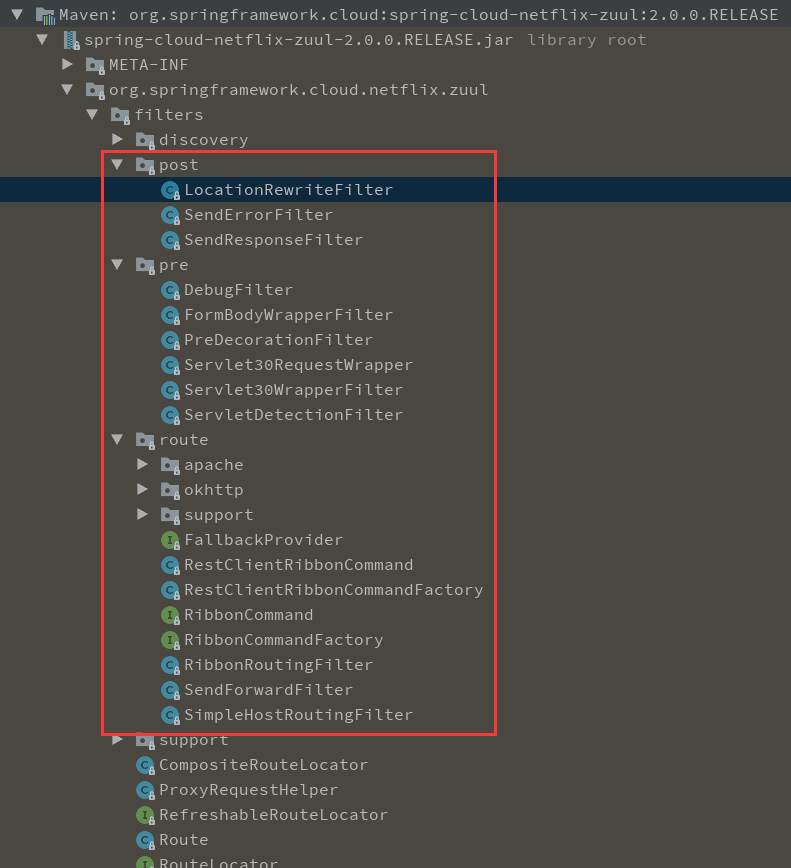 Maven: org.springframework.cloud:spring-cloud-netflix-zuul:2.0.0.RELEASE
spring-cloud-netflix-zuul-2.0.0.RELEASE.jar library root
META-INF
org.springframework.cloud.netflix.zuul
filters
discovery
post
LocationRewriteFilter
SendErrorFilter
SendResponseFilter
pre
DebugFilter
FormBodyWrapperFilter
PreDecorationFilter
Servlet30RequestWrapper
Servlet30WrapperFilter
ServletDetectionFilter
route
apache
okhttp
support
FallbackProvider
RestClientRibbonCommand
RestClientRibbonCommandFactory
RibbonCommand
RibbonCommandFactory
RibbonRoutingFilter
SendForwardFilter
SimpleHostRoutingFilter
support
CompositeRouteLocator
ProxyRequestHelper
RefreshableRouteLocator
Route
RouteLocator